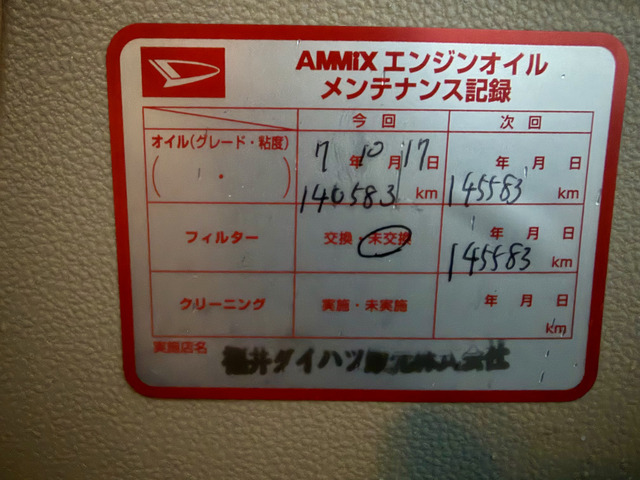 AMMIX エンジンオイル
メンテナンス記録
今回 次回
オイル(グレード・粘度) 7年10月17日 年 月 日
( ・ ) 140583 km 145583 km
フィルター 交換・未交換 年 月 日
145583 km
クリーニング 実施・未実施 年 月 日
km
実施店名 福井ダイハツ販売株式会社